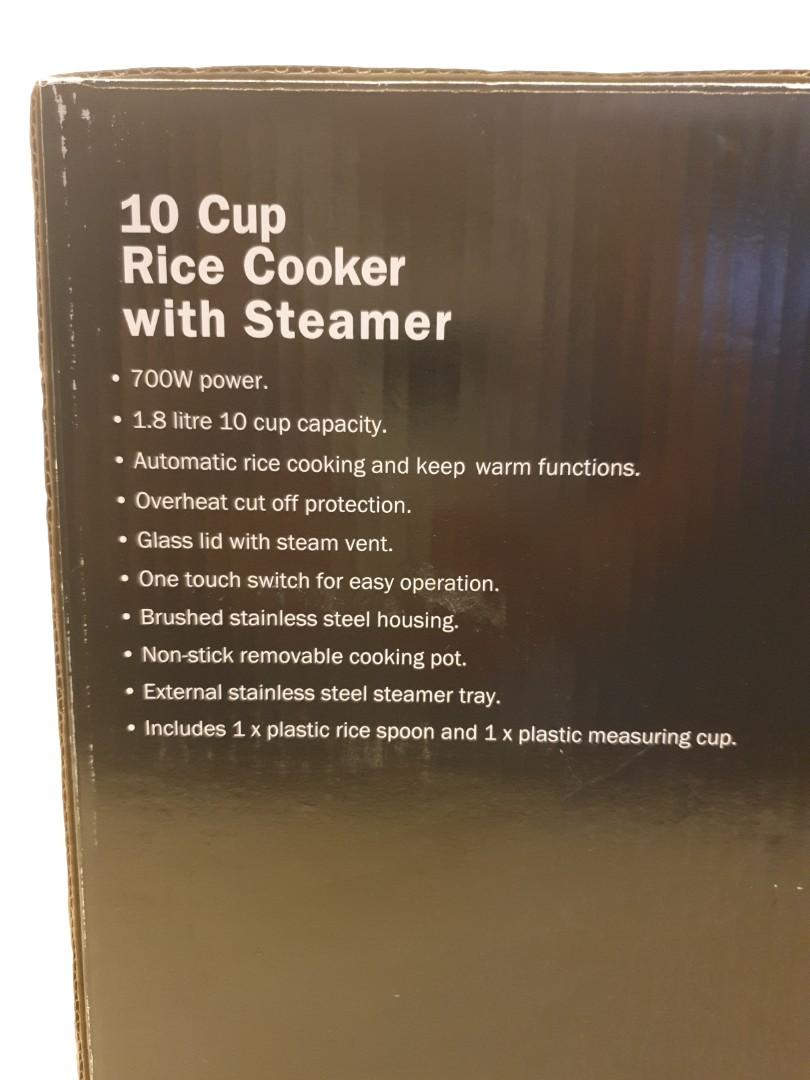 10 Cup
Rice Cooker
with Steamer
• 700W power.
• 1.8 litre 10 cup capacity.
• Automatic rice cooking and keep warm functions.
• Overheat cut off protection.
• Glass lid with steam vent.
• One touch switch for easy operation.
• Brushed stainless steel housing.
• Non-stick removable cooking pot.
• External stainless steel steamer tray.
• Includes 1 x plastic rice spoon and 1 x plastic measuring cup.